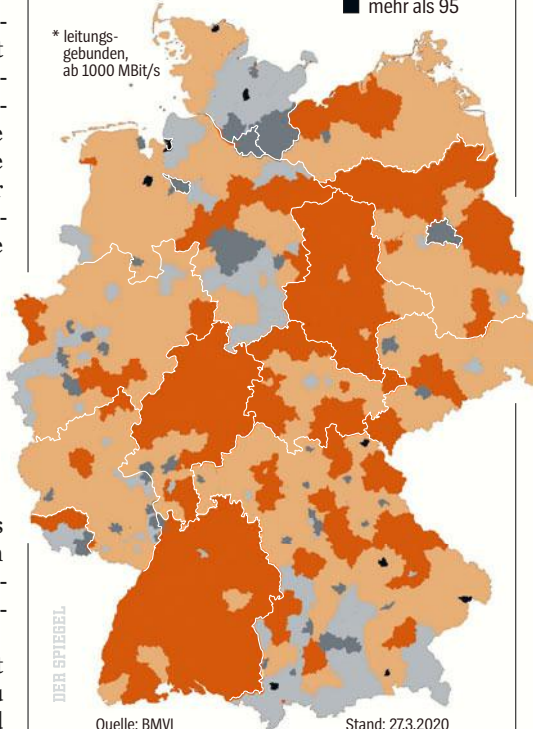 mehr als 95
* leitungs-
gebunden,
ab 1000 MBit/s
DER SPIEGEL
Quelle: BMVI
Stand: 27.3.2020